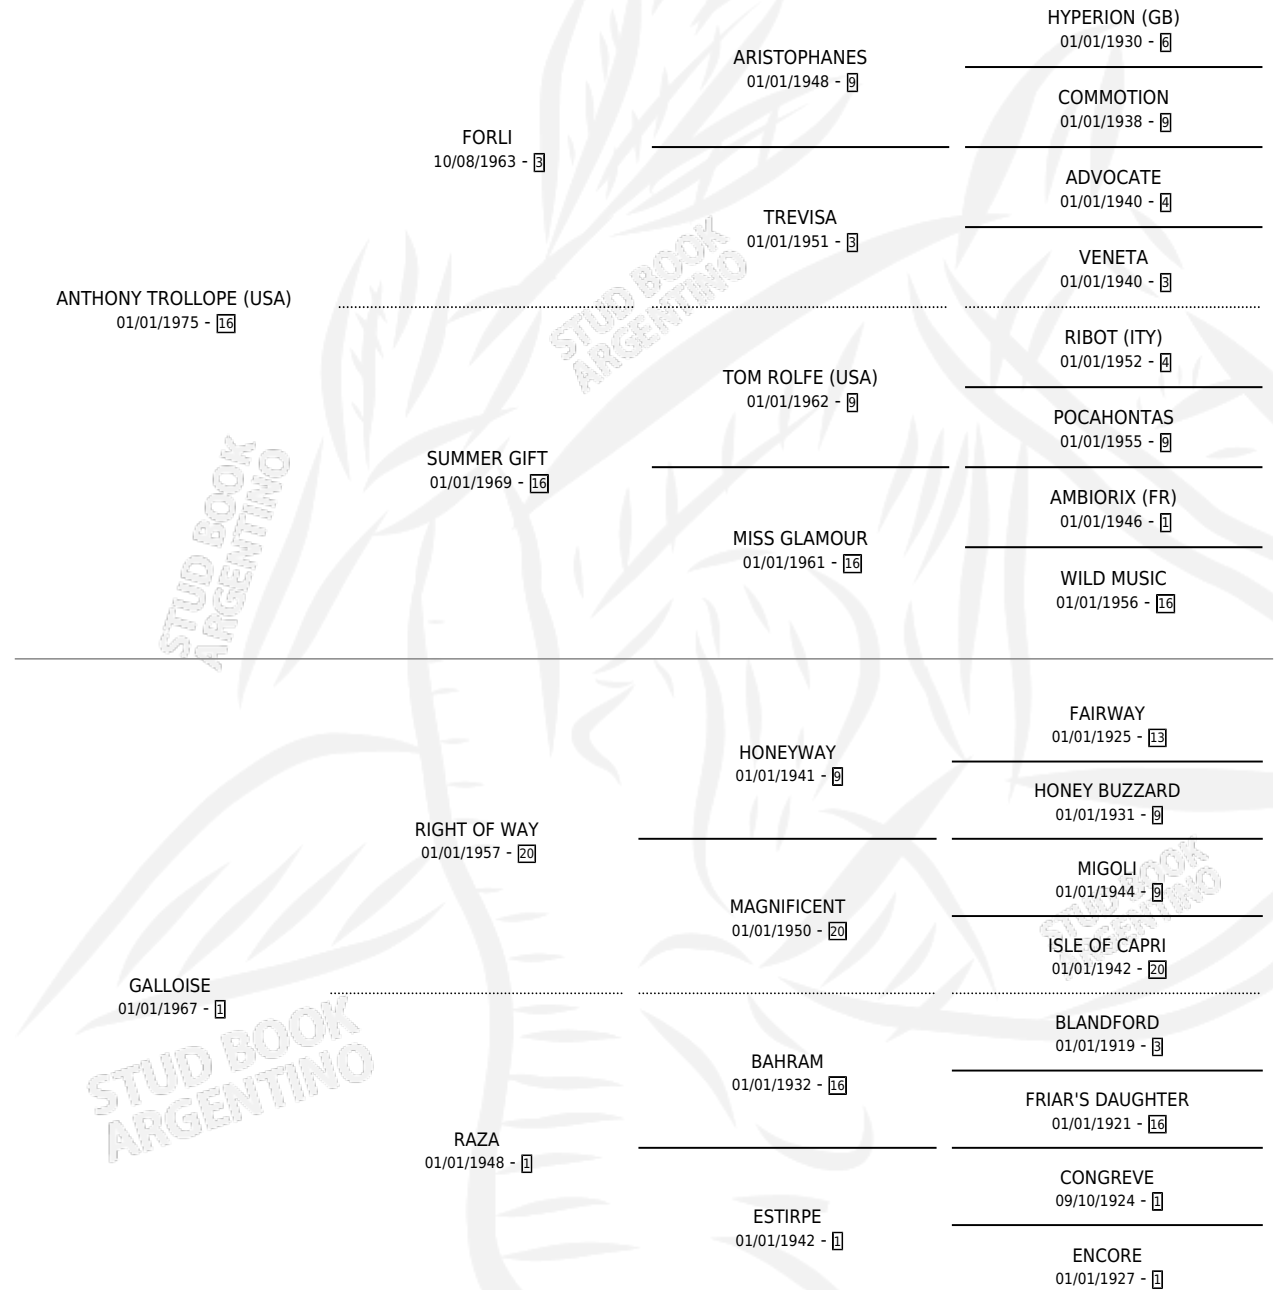 HYPERION (GB)
01/01/1930 - 6
ARISTOPHANES
01/01/1948 - 9
COMMOTION
01/01/1938 - 9
FORLI
10/08/1963 - 3
ADVOCATE
01/01/1940 - 4
TREVISA
01/01/1951 - 3
VENETA
01/01/1940 - 3
ANTHONY TROLLOPE (USA)
01/01/1975 - 16
RIBOT (ITY)
01/01/1952 - 4
TOM ROLFE (USA)
01/01/1962 - 9
POCAHONTAS
01/01/1955 - 9
SUMMER GIFT
01/01/1969 - 16
AMBIORIX (FR)
01/01/1946 - 1
MISS GLAMOUR
01/01/1961 - 16
WILD MUSIC
01/01/1956 - 16
FAIRWAY
01/01/1925 - 13
HONEYWAY
01/01/1941 - 9
HONEY BUZZARD
01/01/1931 - 9
RIGHT OF WAY
01/01/1957 - 20
MIGOLI
01/01/1944 - 9
MAGNIFICENT
01/01/1950 - 20
ISLE OF CAPRI
01/01/1942 - 20
GALLOISE
01/01/1967 - 1
BLANDFORD
01/01/1919 - 3
BAHRAM
01/01/1932 - 16
FRIAR'S DAUGHTER
01/01/1921 - 16
RAZA
01/01/1948 - 1
CONGREVE
09/10/1924 - 1
ESTIRPE
01/01/1942 - 1
ENCORE
01/01/1927 - 1
STUD BOOK
ARGENTINO
STUD BOOK
ARGENTINO
STUD BOOK
ARGENTINO
STUD BOOK
ARGENTINO